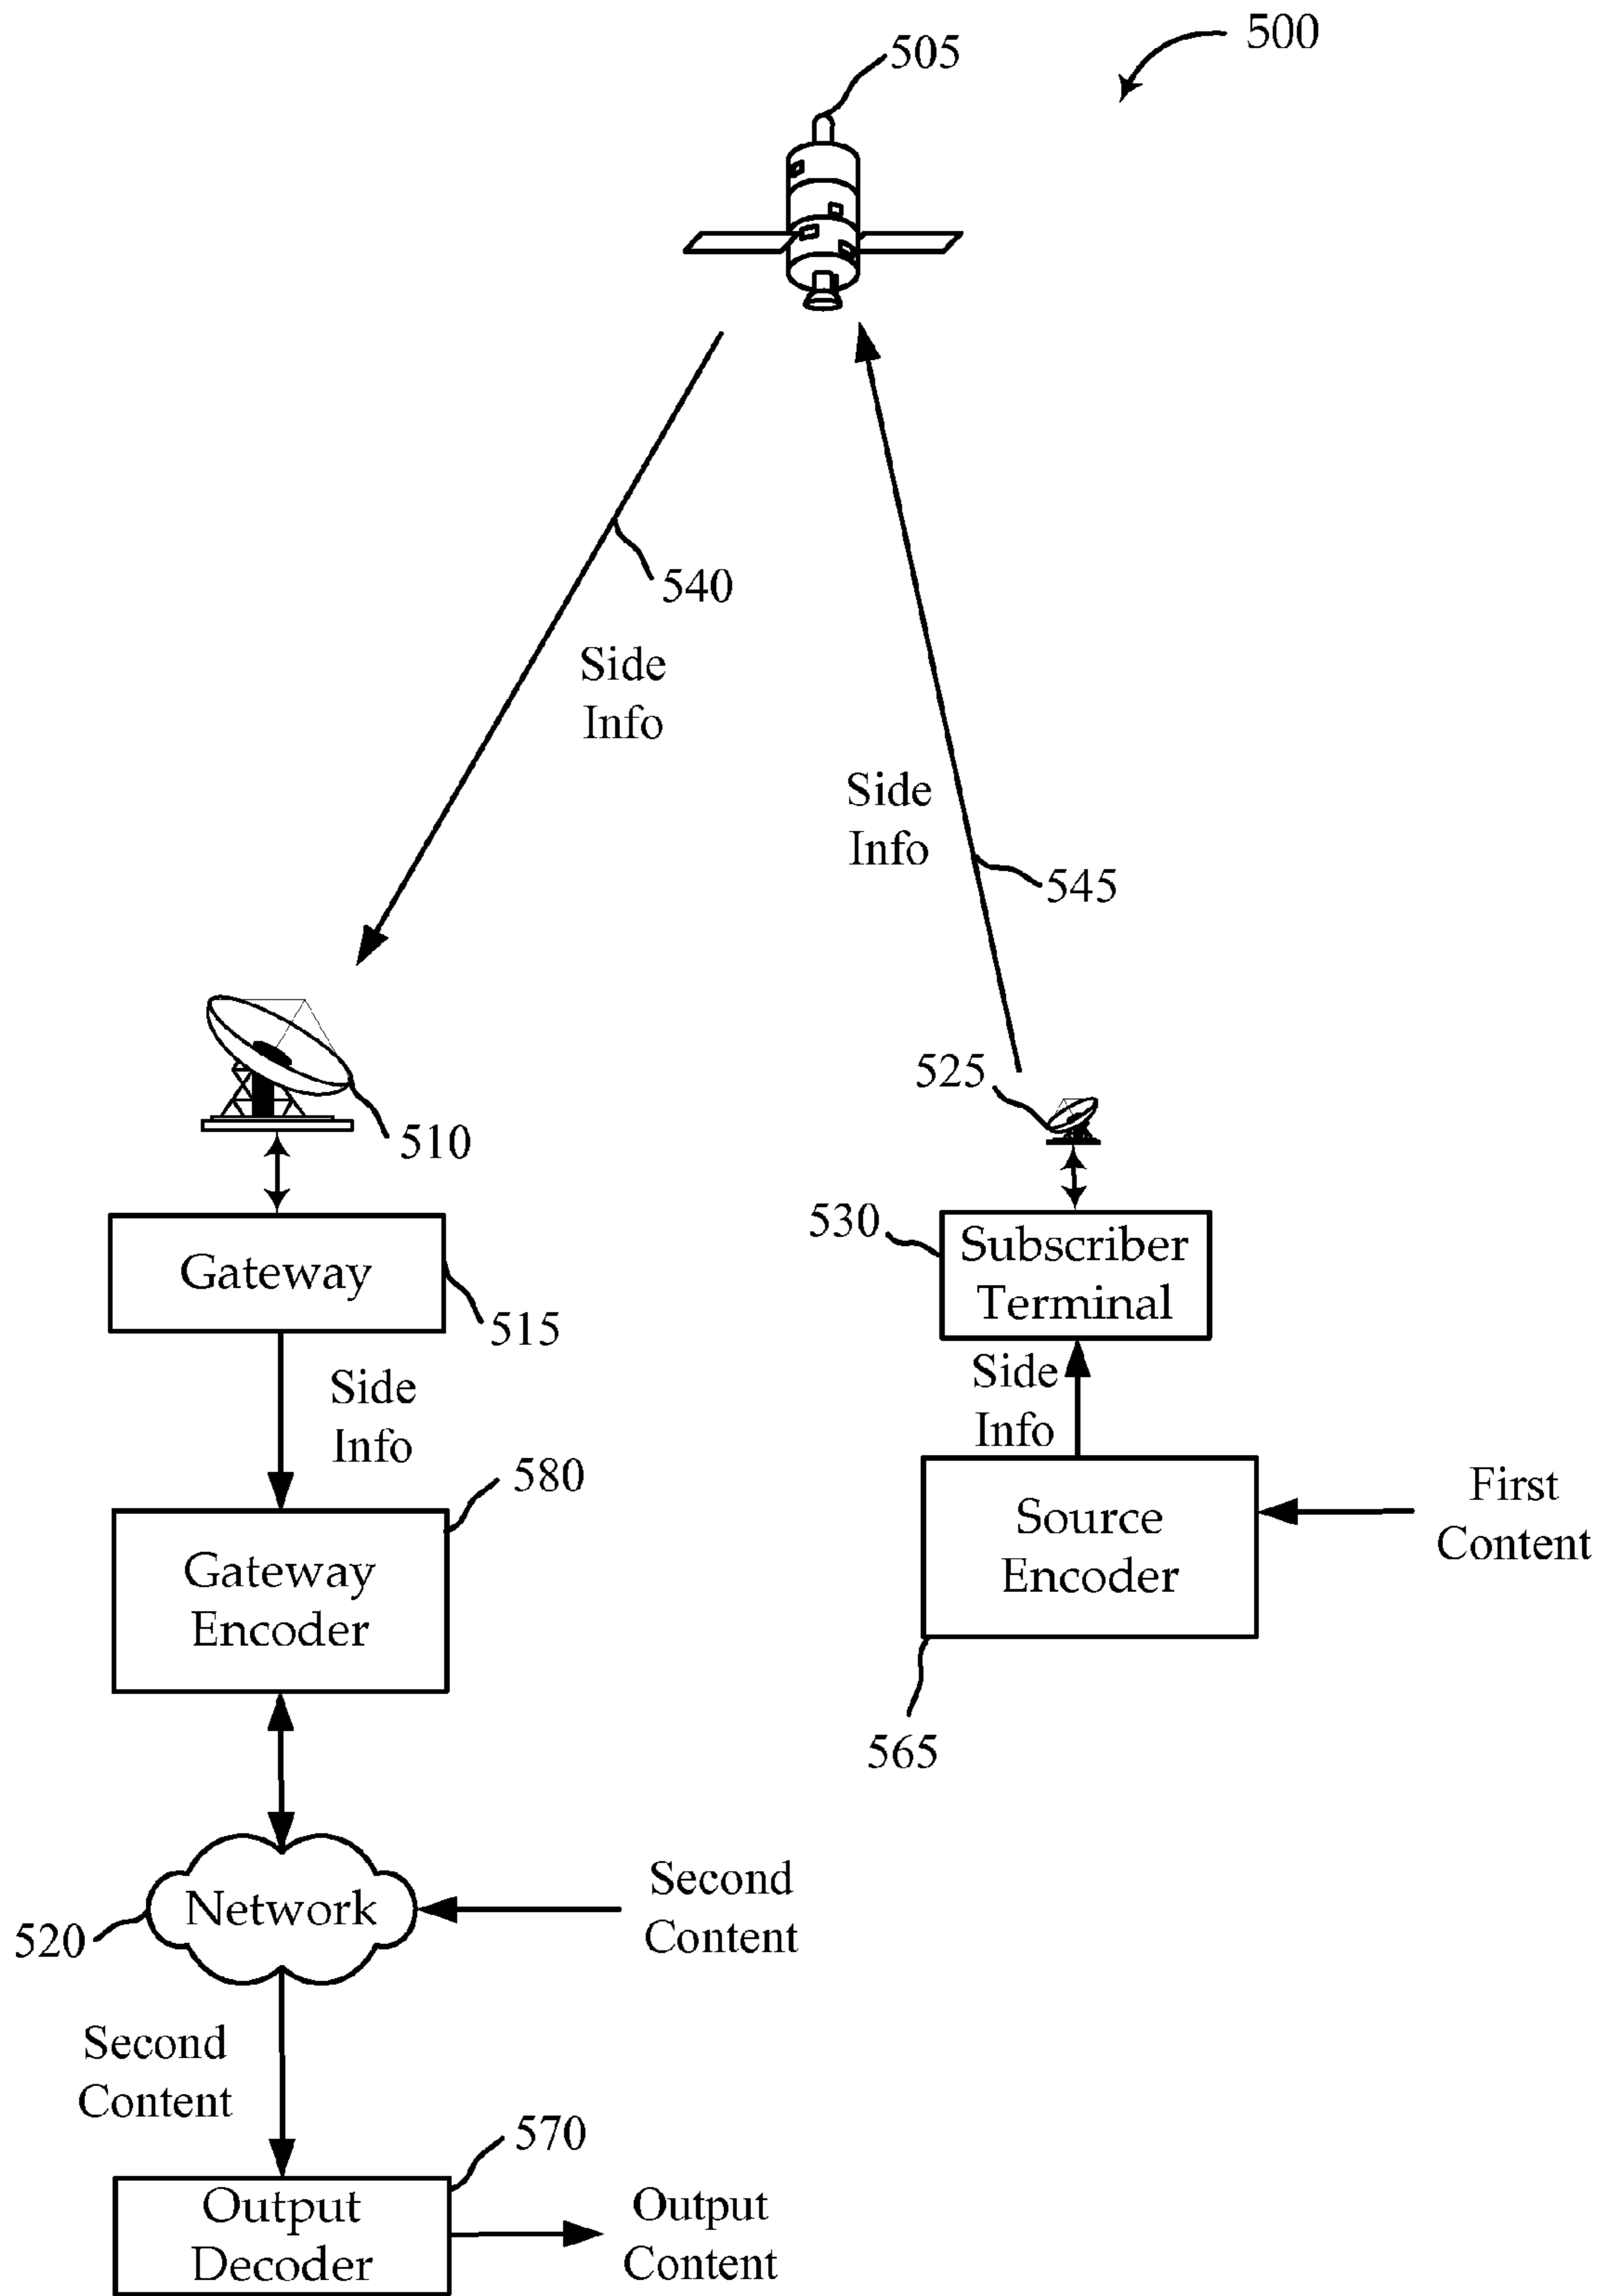 500
505
540
Side
Info
Side
Info
545
510
525
Gateway
515
530
Subscriber
Terminal
Side
Info
Side
Info
580
Gateway
Encoder
Source
Encoder
First
Content
565
Network
520
Second
Content
Second
Content
570
Output
Decoder
Output
Content